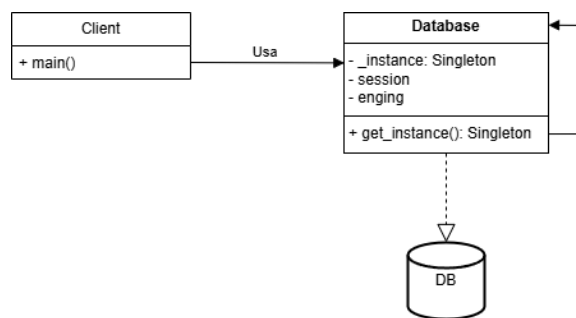 Client
+ main()
Usa
Database
- _instance: Singleton
- session
- enging
+ get_instance(): Singleton
DB